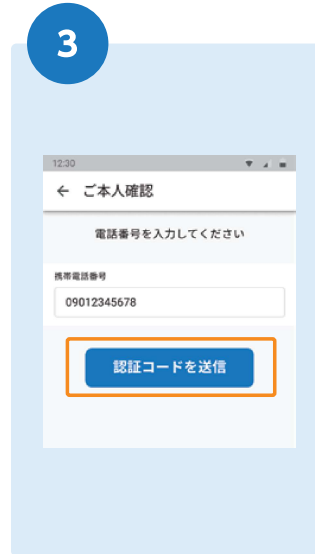 3
12:30
← ご本人確認
電話番号を入力してください
携帯電話番号
09012345678
認証コードを送信